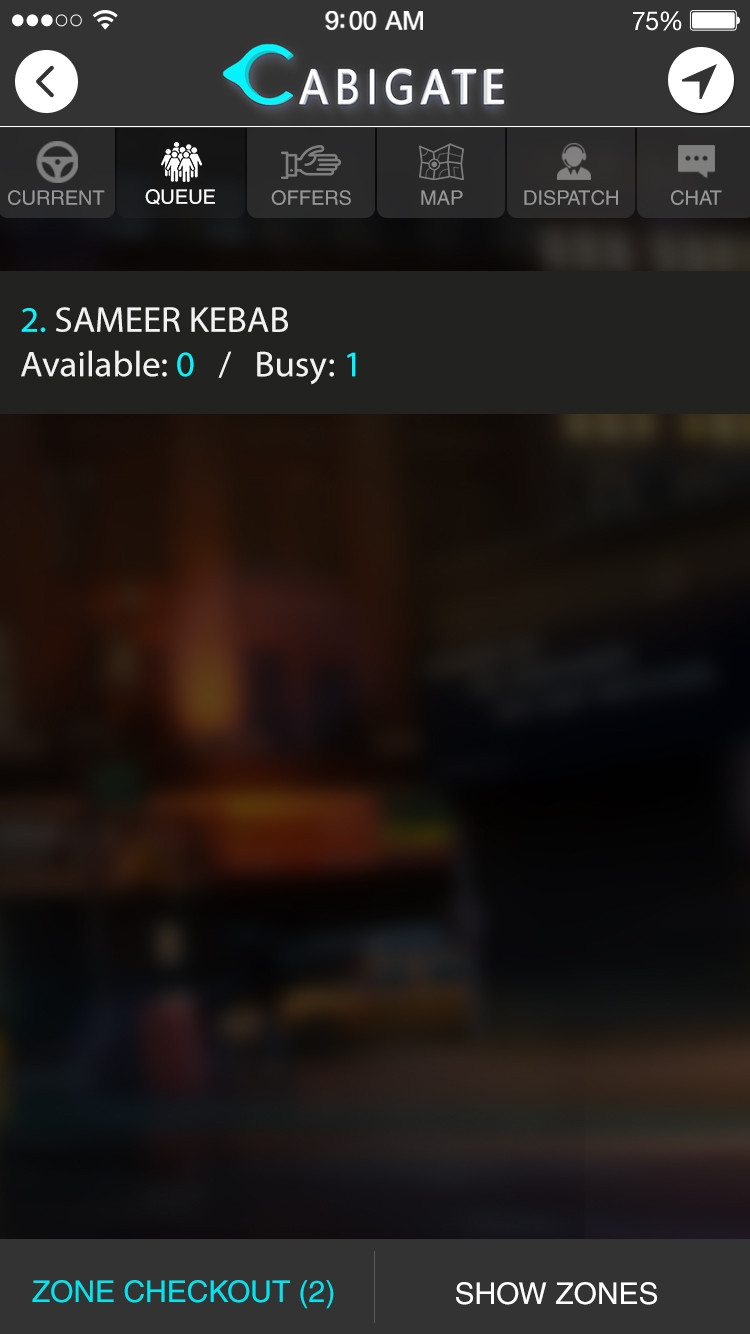 9:00 AM
75%
CABIGATE
CURRENT
QUEUE
OFFERS
MAP
DISPATCH
CHAT
2. SAMEER KEBAB
Available: 0 / Busy: 1
ZONE CHECKOUT (2)
SHOW ZONES